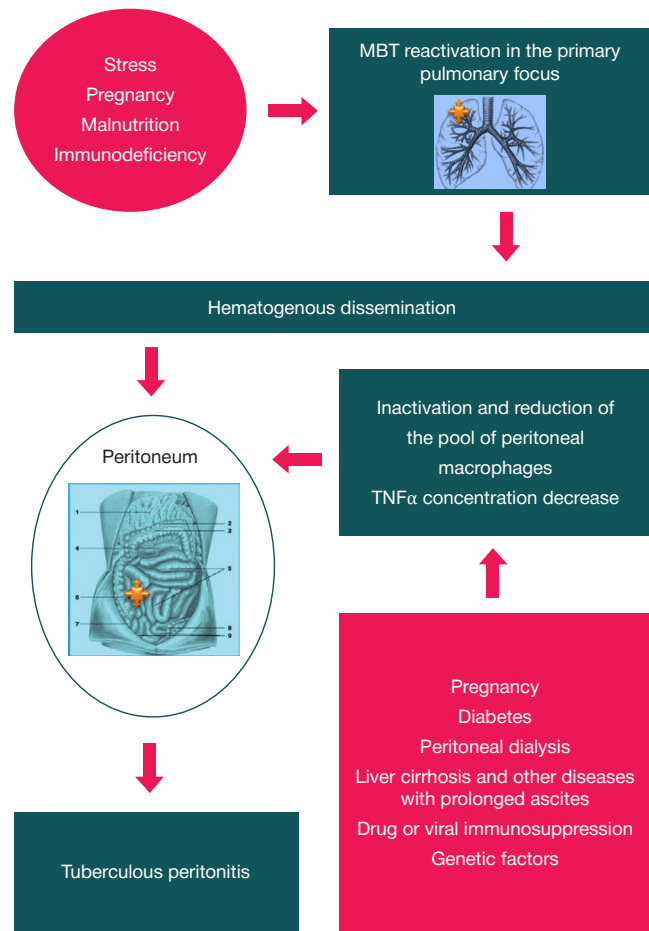 Stress
Pregnancy
Malnutrition
Immunodeficiency
MBT reactivation in the primary
pulmonary focus
Hematogenous dissemination
Peritoneum
1
2
3
4
5
6
7
8
9
Inactivation and reduction of
the pool of peritoneal
macrophages
TNFα concentration decrease
Pregnancy
Diabetes
Peritoneal dialysis
Liver cirrhosis and other diseases
with prolonged ascites
Drug or viral immunosuppression
Genetic factors
Tuberculous peritonitis